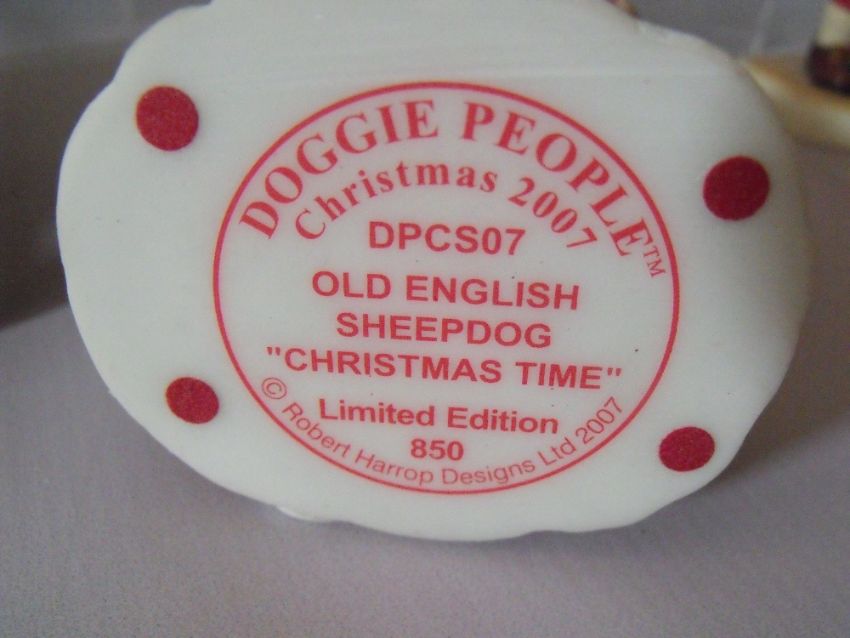 DOGGIE PEOPLE™
Christmas 2007
DPCS07
OLD ENGLISH
SHEEPDOG
"CHRISTMAS TIME"
Limited Edition
850
© Robert Harrop Designs Ltd 2007